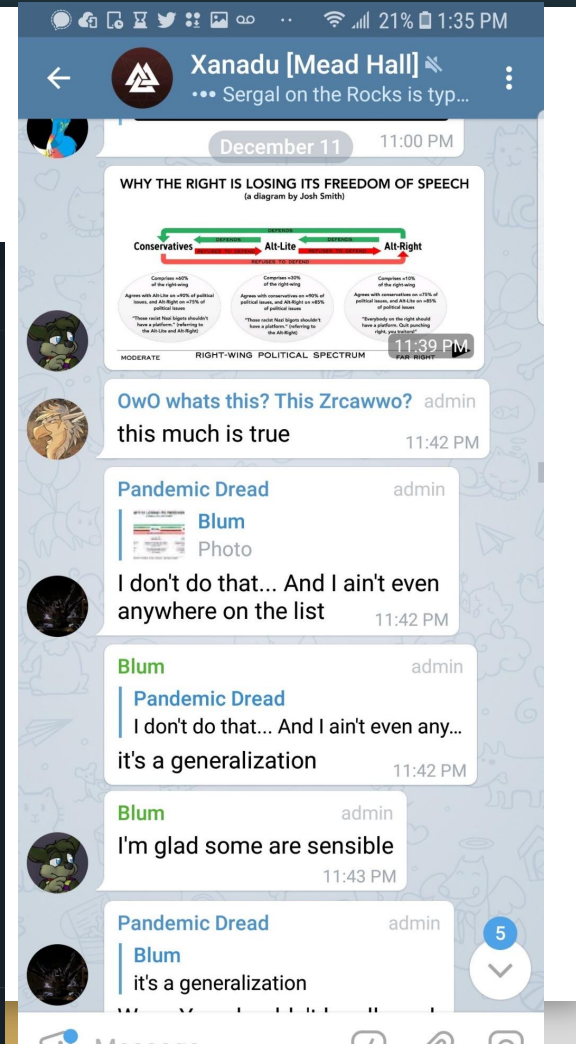 21% 1:35 PM
Xanadu [Mead Hall]
••• Sergal on the Rocks is typ...
December 11
11:00 PM
WHY THE RIGHT IS LOSING ITS FREEDOM OF SPEECH
(a diagram by Josh Smith)
DEFENDS
DEFENDS
DEFENDS
Conservatives
Alt-Lite
Alt-Right
REFUSES TO DEFEND
REFUSES TO DEFEND
REFUSES TO DEFEND
Comprises ≈60%
of the right-wing
Agrees with Alt-Lite on ≈90% of political
issues, and Alt-Right on ≈75% of
political issues
"Those racist Nazi bigots shouldn't
have a platform." (referring to
the Alt-Lite and Alt-Right)
Comprises ≈30%
of the right-wing
Agrees with conservatives on ≈90% of
political issues, and Alt-Right on ≈85%
of political issues
"Those racist Nazi bigots shouldn't
have a platform." (referring to
the Alt-Right)
Comprises ≈10%
of the right-wing
Agrees with conservatives on ≈75% of
political issues, and Alt-Lite on ≈85%
of political issues
"Everybody on the right should
have a platform. Quit punching
right, you traitors!"
11:39 PM
MODERATE
RIGHT-WING POLITICAL SPECTRUM
FAR RIGHT
OwO whats this? This Zrcawwo? admin
this much is true
11:42 PM
Pandemic Dread admin
Blum
Photo
I don't do that... And I ain't even
anywhere on the list
11:42 PM
Blum admin
Pandemic Dread
I don't do that... And I ain't even any...
it's a generalization
11:42 PM
Blum admin
I'm glad some are sensible
11:43 PM
Pandemic Dread admin
Blum
it's a generalization
5
Message